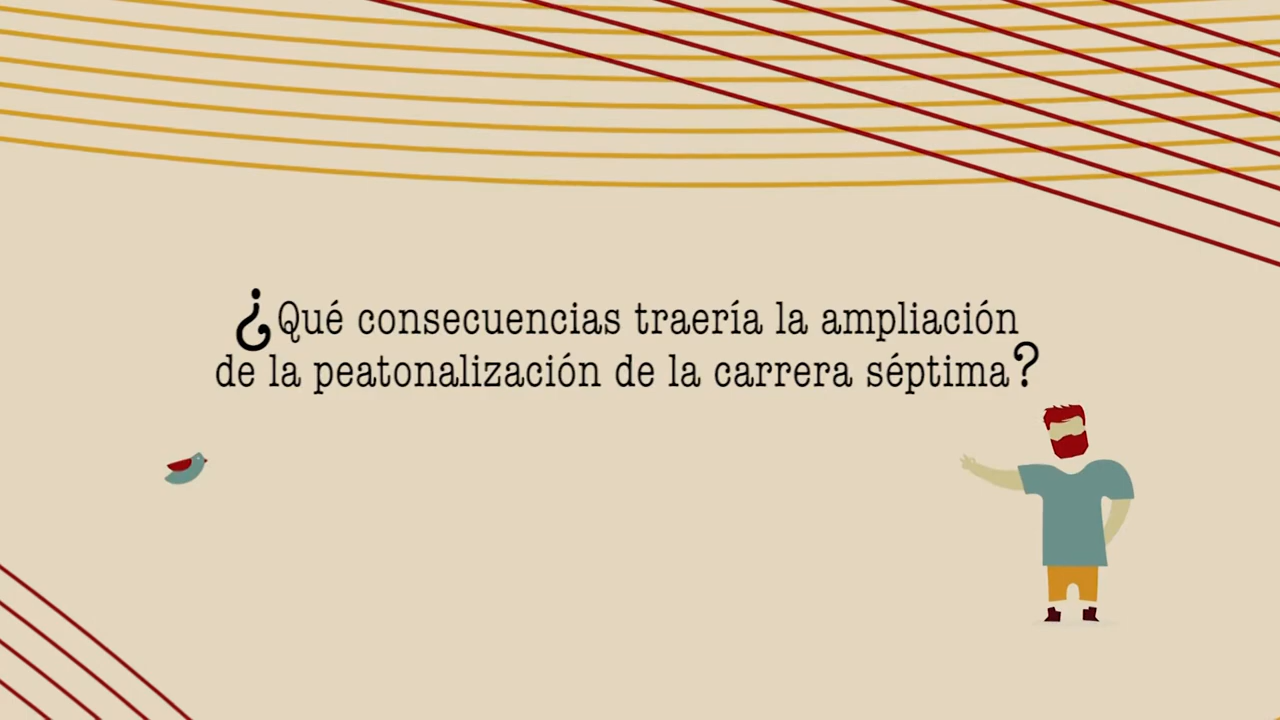 ¿Qué consecuencias traería la ampliación
de la peatonalización de la carrera séptima?